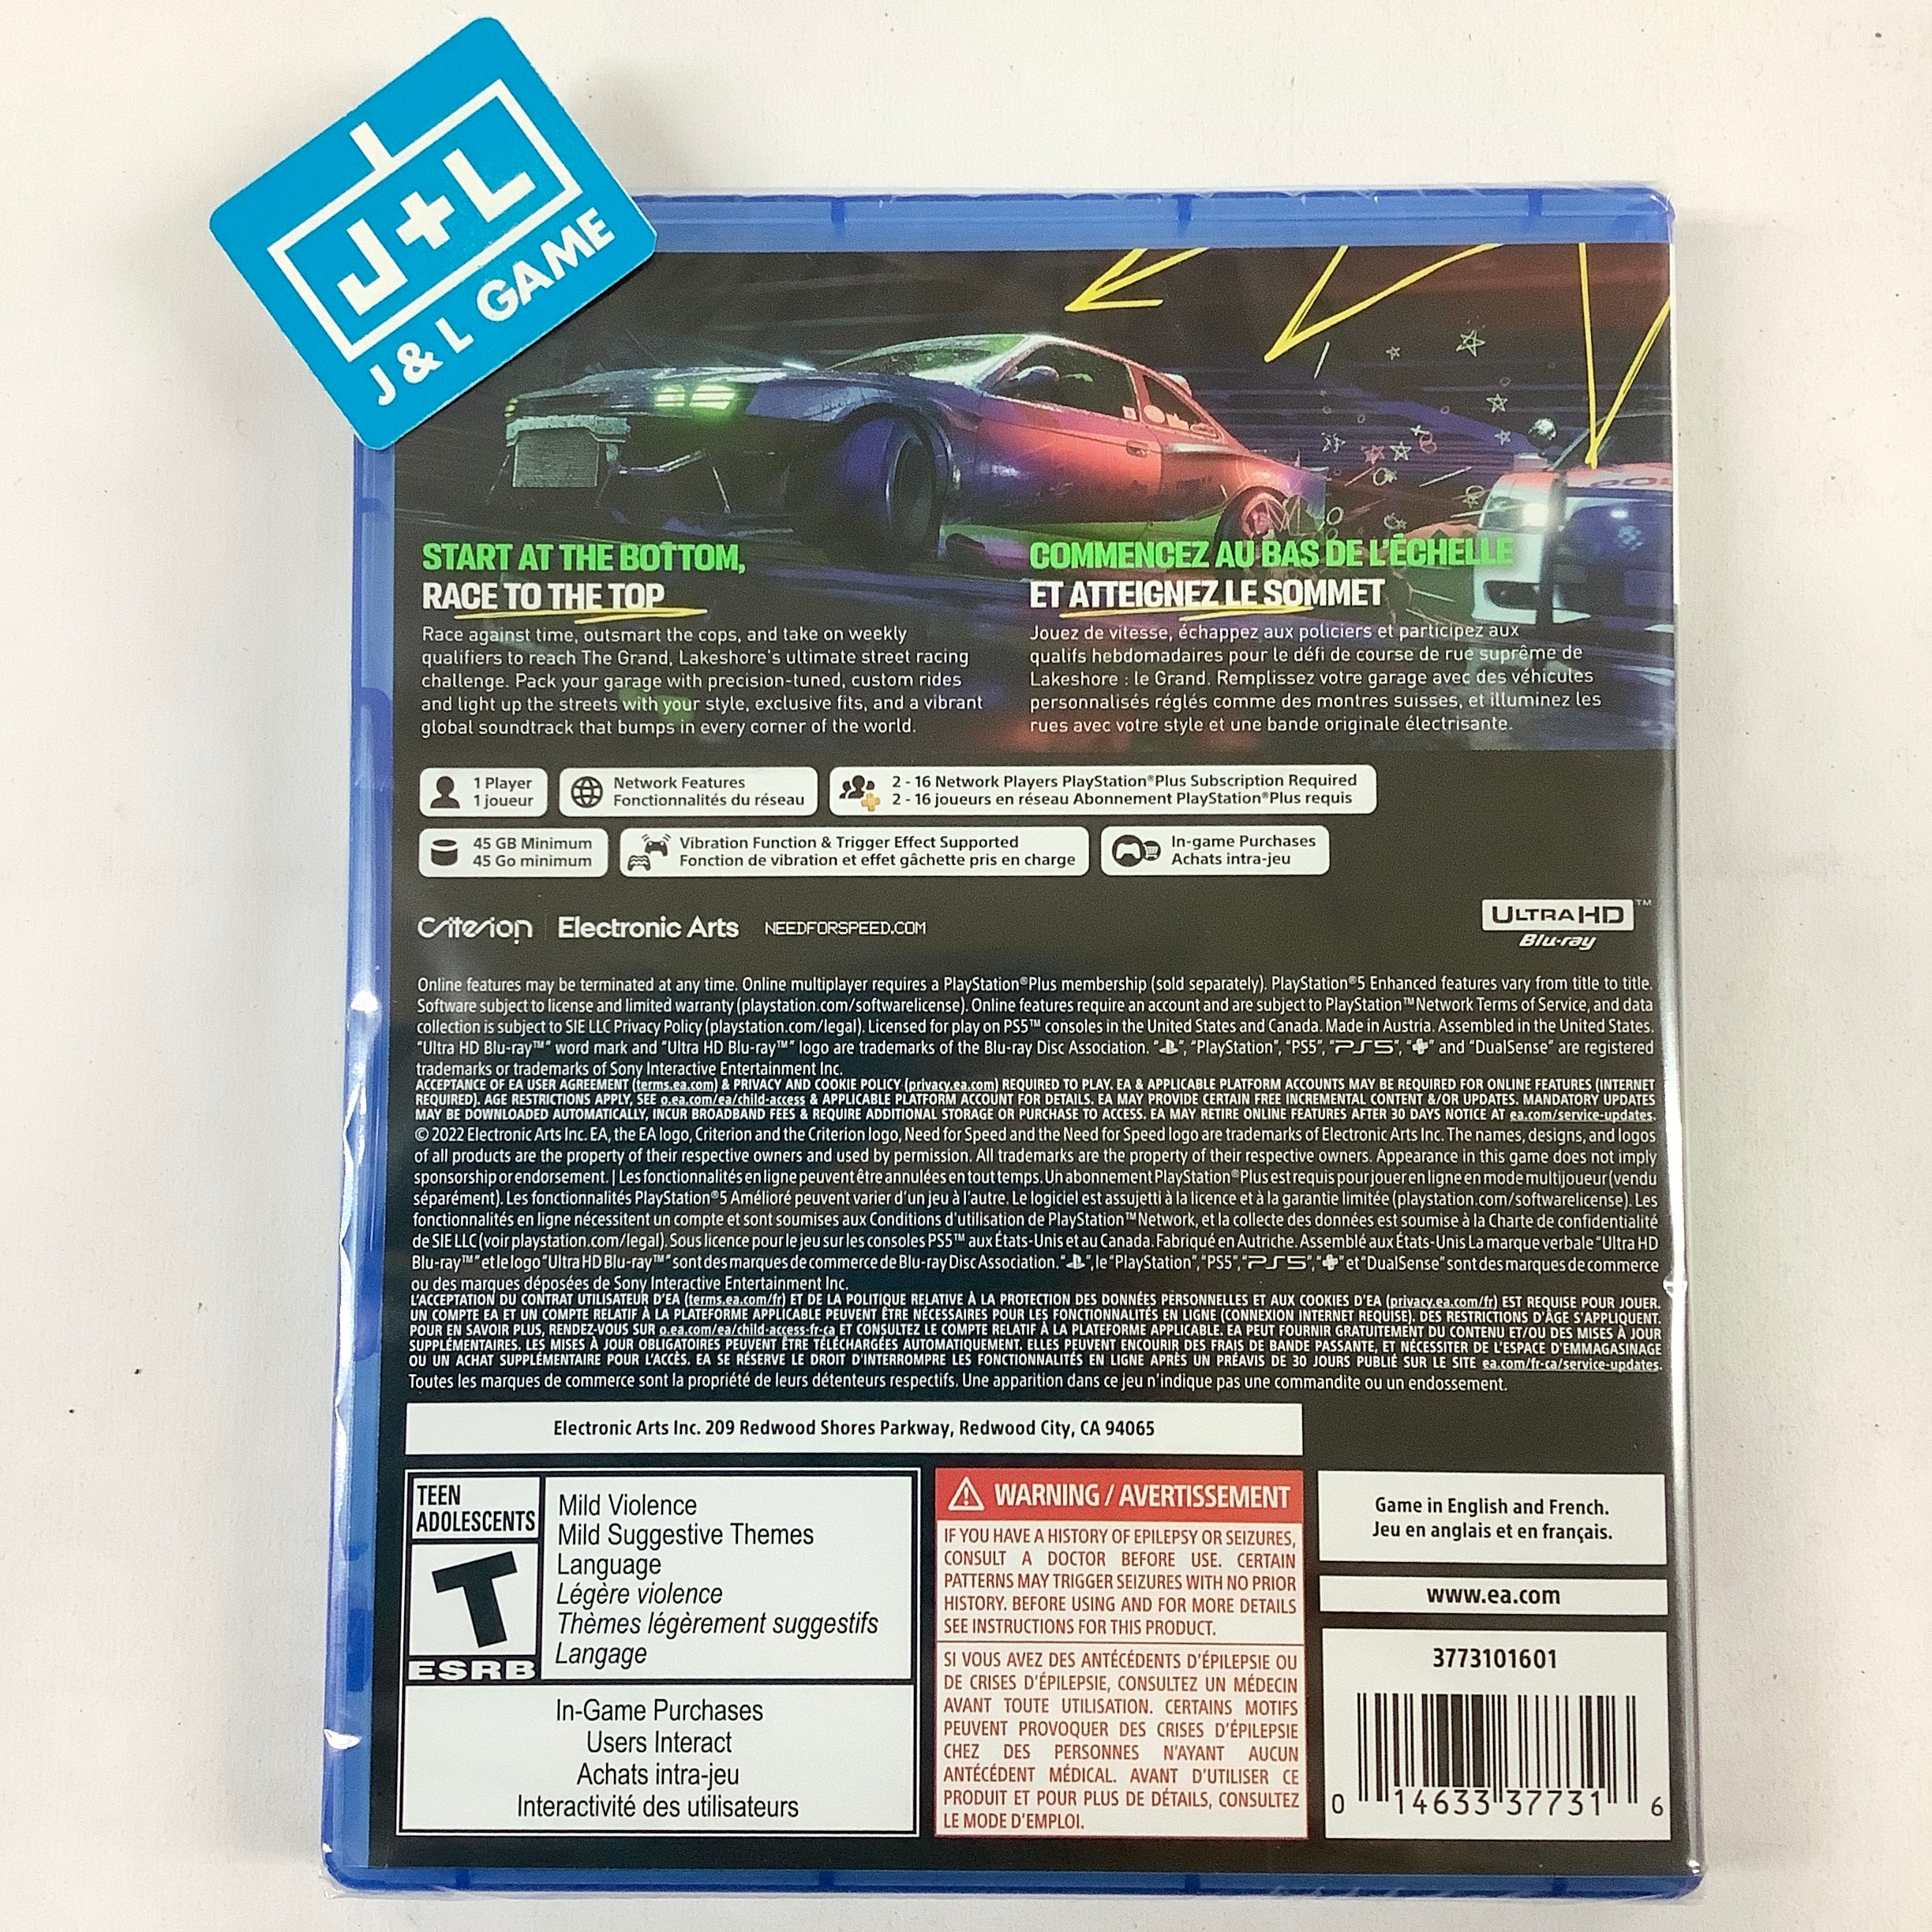 J+L
J & L GAME
START AT THE BOTTOM,
RACE TO THE TOP
Race against time, outsmart the cops, and take on weekly
qualifiers to reach The Grand, Lakeshore's ultimate street racing
challenge. Pack your garage with precision-tuned, custom rides
and light up the streets with your style, exclusive fits, and a vibrant
global soundtrack that bumps in every corner of the world.
COMMENCEZ AU BAS DE L'ÉCHELLE
ET ATTEIGNEZ LE SOMMET
Jouez de vitesse, échappez aux policiers et participez aux
qualifs hebdomadaires pour le défi de course de rue suprême de
Lakeshore : le Grand. Remplissez votre garage avec des véhicules
personnalisés réglés comme des montres suisses, et illuminez les
rues avec votre style et une bande originale électrisante.
1 Player
1 joueur
Network Features
Fonctionnalités du réseau
2 - 16 Network Players PlayStation®Plus Subscription Required
2 - 16 joueurs en réseau Abonnement PlayStation®Plus requis
45 GB Minimum
45 Go minimum
Vibration Function & Trigger Effect Supported
Fonction de vibration et effet gâchette pris en charge
In-game Purchases
Achats intra-jeu
Criterion Electronic Arts NEEDFORSPEED.COM
ULTRA HD™
Blu-ray
Online features may be terminated at any time. Online multiplayer requires a PlayStation®Plus membership (sold separately). PlayStation®5 Enhanced features vary from title to title.
Software subject to license and limited warranty (playstation.com/softwarelicense). Online features require an account and are subject to PlayStation™Network Terms of Service, and data
collection is subject to SIE LLC Privacy Policy (playstation.com/legal). Licensed for play on PS5™ consoles in the United States and Canada. Made in Austria. Assembled in the United States.
"Ultra HD Blu-ray™" word mark and "Ultra HD Blu-ray™" logo are trademarks of the Blu-ray Disc Association. "", "PlayStation", "PS5", "PS5", "" and "DualSense" are registered
trademarks or trademarks of Sony Interactive Entertainment Inc.
ACCEPTANCE OF EA USER AGREEMENT (terms.ea.com) & PRIVACY AND COOKIE POLICY (privacy.ea.com) REQUIRED TO PLAY. EA & APPLICABLE PLATFORM ACCOUNTS MAY BE REQUIRED FOR ONLINE FEATURES (INTERNET
REQUIRED). AGE RESTRICTIONS APPLY, SEE o.ea.com/ea/child-access & APPLICABLE PLATFORM ACCOUNT FOR DETAILS. EA MAY PROVIDE CERTAIN FREE INCREMENTAL CONTENT &/OR UPDATES. MANDATORY UPDATES
MAY BE DOWNLOADED AUTOMATICALLY, INCUR BROADBAND FEES & REQUIRE ADDITIONAL STORAGE OR PURCHASE TO ACCESS. EA MAY RETIRE ONLINE FEATURES AFTER 30 DAYS NOTICE AT ea.com/service-updates.
© 2022 Electronic Arts Inc. EA, the EA logo, Criterion and the Criterion logo, Need for Speed and the Need for Speed logo are trademarks of Electronic Arts Inc. The names, designs, and logos
of all products are the property of their respective owners and used by permission. All trademarks are the property of their respective owners. Appearance in this game does not imply
sponsorship or endorsement. | Les fonctionnalités en ligne peuvent être annulées en tout temps. Un abonnement PlayStation®Plus est requis pour jouer en ligne en mode multijoueur (vendu
séparément). Les fonctionnalités PlayStation®5 Amélioré peuvent varier d'un jeu à l'autre. Le logiciel est assujetti à la licence et à la garantie limitée (playstation.com/softwarelicense). Les
fonctionnalités en ligne nécessitent un compte et sont soumises aux Conditions d'utilisation de PlayStation™Network, et la collecte des données est soumise à la Charte de confidentialité
de SIE LLC (voir playstation.com/legal). Sous licence pour le jeu sur les consoles PS5™ aux États-Unis et au Canada. Fabriqué en Autriche. Assemblé aux États-Unis La marque verbale "Ultra HD
Blu-ray™" et le logo "Ultra HD Blu-ray™" sont des marques de commerce de Blu-ray Disc Association. "", le "PlayStation", "PS5", "PS5", "" et "DualSense" sont des marques de commerce
ou des marques déposées de Sony Interactive Entertainment Inc.
L'ACCEPTATION DU CONTRAT UTILISATEUR D'EA (terms.ea.com/fr) ET DE LA POLITIQUE RELATIVE À LA PROTECTION DES DONNÉES PERSONNELLES ET AUX COOKIES D'EA (privacy.ea.com/fr) EST REQUISE POUR JOUER.
UN COMPTE EA ET UN COMPTE RELATIF À LA PLATEFORME APPLICABLE PEUVENT ÊTRE NÉCESSAIRES POUR LES FONCTIONNALITÉS EN LIGNE (CONNEXION INTERNET REQUISE). DES RESTRICTIONS D'ÂGE S'APPLIQUENT.
POUR EN SAVOIR PLUS, RENDEZ-VOUS SUR o.ea.com/ea/child-access-fr-ca ET CONSULTEZ LE COMPTE RELATIF À LA PLATEFORME APPLICABLE. EA PEUT FOURNIR GRATUITEMENT DU CONTENU ET/OU DES MISES À JOUR
SUPPLÉMENTAIRES. LES MISES À JOUR OBLIGATOIRES PEUVENT ÊTRE TÉLÉCHARGÉES AUTOMATIQUEMENT. ELLES PEUVENT ENCOURIR DES FRAIS DE BANDE PASSANTE, ET NÉCESSITER DE L'ESPACE D'EMMAGASINAGE
OU UN ACHAT SUPPLÉMENTAIRE POUR L'ACCÈS. EA SE RÉSERVE LE DROIT D'INTERROMPRE LES FONCTIONNALITÉS EN LIGNE APRÈS UN PRÉAVIS DE 30 JOURS PUBLIÉ SUR LE SITE ea.com/fr-ca/service-updates.
Toutes les marques de commerce sont la propriété de leurs détenteurs respectifs. Une apparition dans ce jeu n'indique pas une commandite ou un endossement.
Electronic Arts Inc. 209 Redwood Shores Parkway, Redwood City, CA 94065
TEEN
ADOLESCENTS
T
ESRB
Mild Violence
Mild Suggestive Themes
Language
Légère violence
Thèmes légèrement suggestifs
Langage
In-Game Purchases
Users Interact
Achats intra-jeu
Interactivité des utilisateurs
WARNING / AVERTISSEMENT
IF YOU HAVE A HISTORY OF EPILEPSY OR SEIZURES,
CONSULT A DOCTOR BEFORE USE. CERTAIN
PATTERNS MAY TRIGGER SEIZURES WITH NO PRIOR
HISTORY. BEFORE USING AND FOR MORE DETAILS
SEE INSTRUCTIONS FOR THIS PRODUCT.
SI VOUS AVEZ DES ANTÉCÉDENTS D'ÉPILEPSIE OU
DE CRISES D'ÉPILEPSIE, CONSULTEZ UN MÉDECIN
AVANT TOUTE UTILISATION. CERTAINS MOTIFS
PEUVENT PROVOQUER DES CRISES D'ÉPILEPSIE
CHEZ DES PERSONNES N'AYANT AUCUN
ANTÉCÉDENT MÉDICAL. AVANT D'UTILISER CE
PRODUIT ET POUR PLUS DE DÉTAILS, CONSULTEZ
LE MODE D'EMPLOI.
Game in English and French.
Jeu en anglais et en français.
www.ea.com
3773101601
0 14633 37731 6